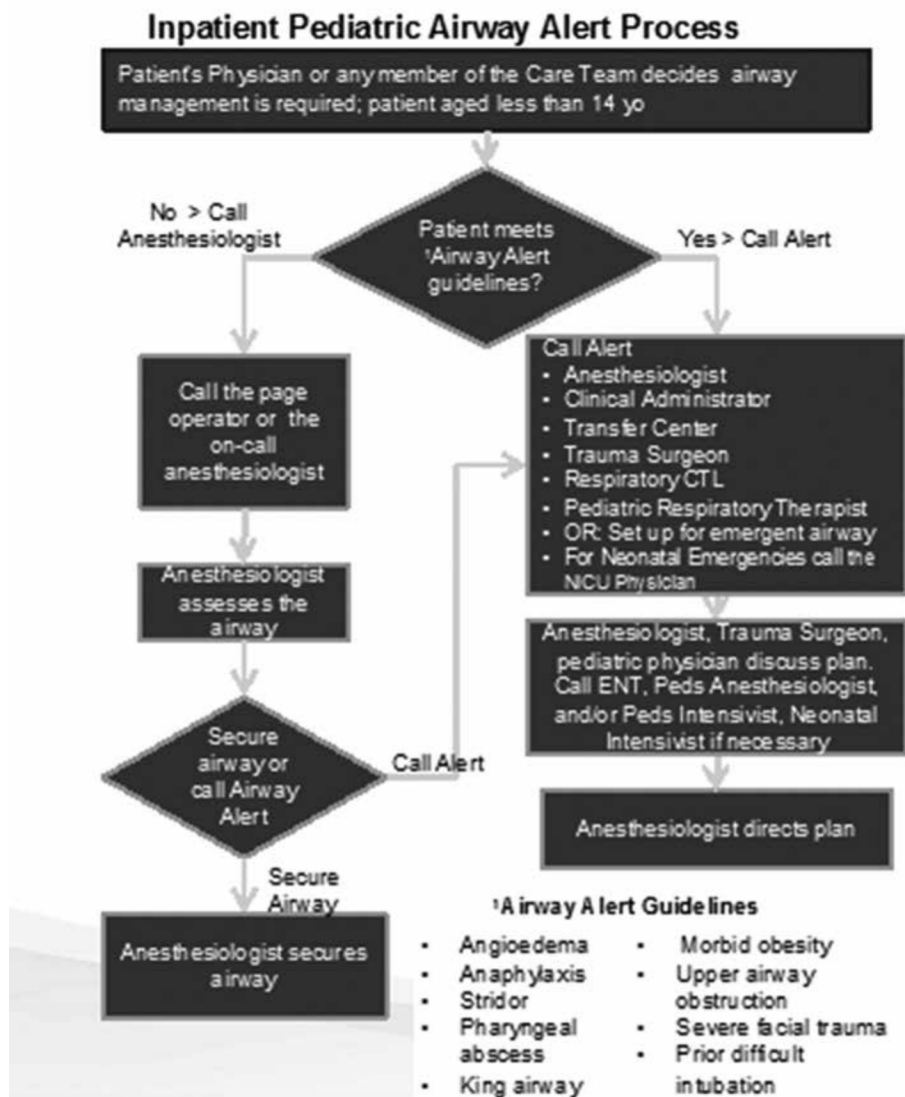 Inpatient Pediatric Airway Alert Process
Patient's Physician or any member of the Care Team decides airway
management is required; patient aged less than 14 yo
No > Call
Anesthesiologist
Patient meets
¹Airway Alert
guidelines?
Yes > Call Alert
Call the page
operator or the
on-call
anesthesiologist
Anesthesiologist
assesses the
airway
Secure
airway or
call Airway
Alert
Call Alert
Secure
Airway
Anesthesiologist secures
airway
Call Alert
• Anesthesiologist
• Clinical Administrator
• Transfer Center
• Trauma Surgeon
• Respiratory CTL
• Pediatric Respiratory Therapist
• OR: Set up for emergent airway
• For Neonatal Emergencies call the
NICU Physician
Anesthesiologist, Trauma Surgeon,
pediatric physician discuss plan.
Call ENT, Peds Anesthesiologist,
and/or Peds Intensivist, Neonatal
Intensivist if necessary
Anesthesiologist directs plan
¹Airway Alert Guidelines
• Angioedema
• Anaphylaxis
• Stridor
• Pharyngeal
abscess
• King airway
• Morbid obesity
• Upper airway
obstruction
• Severe facial trauma
• Prior difficult
intubation